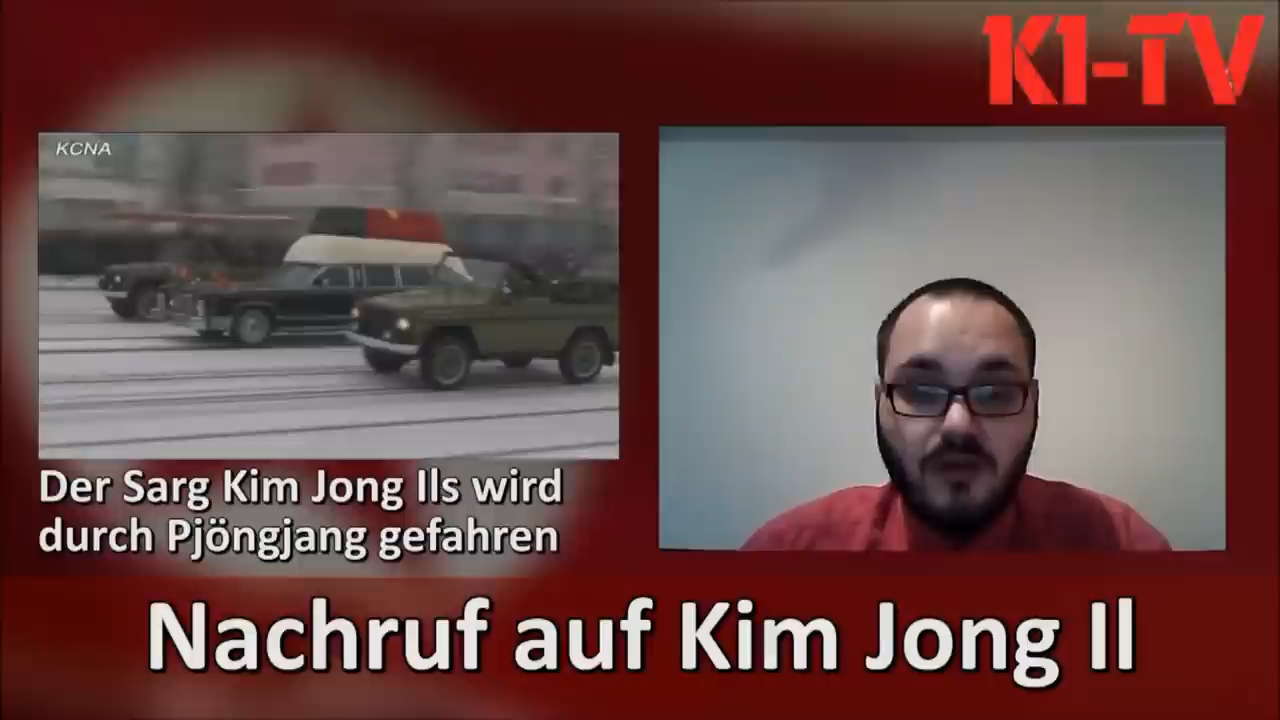 K1-TV
KCNA
Der Sarg Kim Jong Ils wird
durch Pjöngjang gefahren
Nachruf auf Kim Jong Il